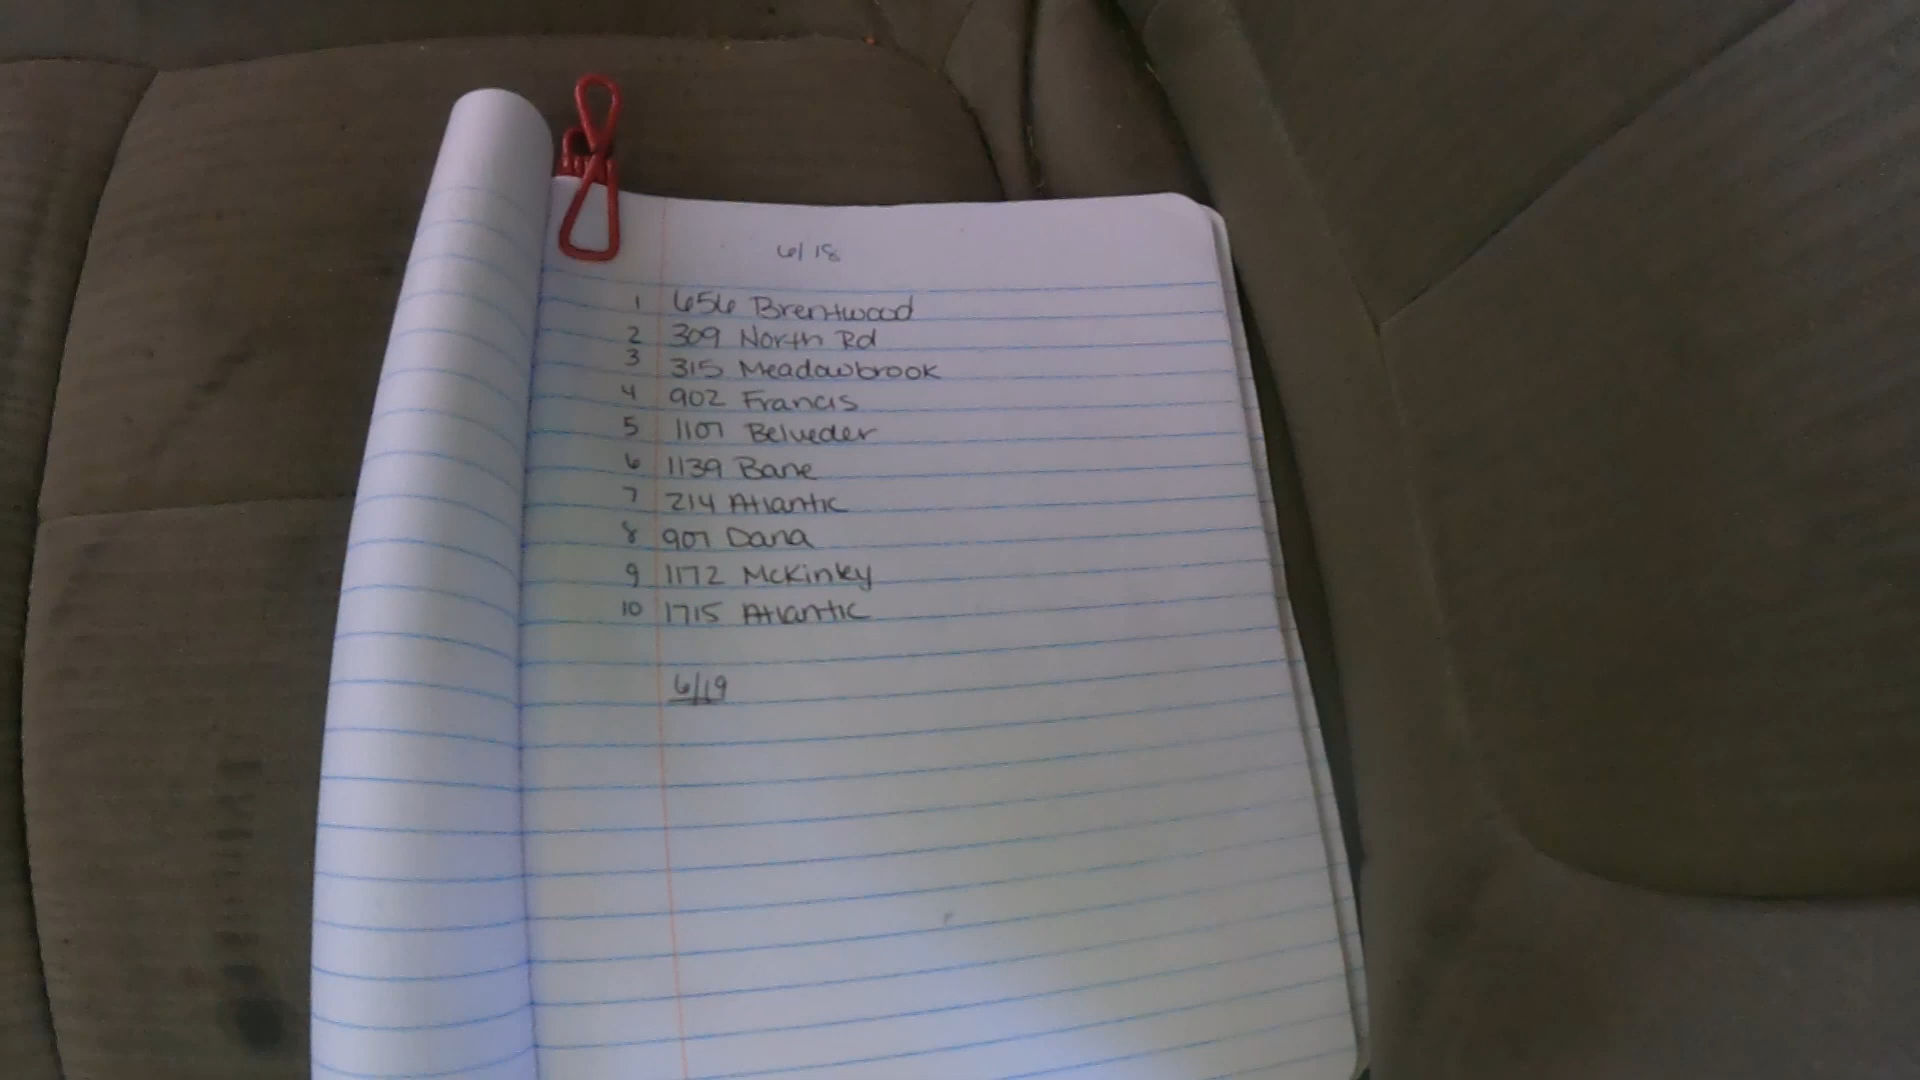 6/18
1 656 Brentwood
2 309 North Rd
3 315 Meadowbrook
4 902 Francis
5 1107 Belveder
6 1139 Bane
7 214 Atlantic
8 907 Dana
9 1172 McKinley
10 1715 Atlantic
6/19